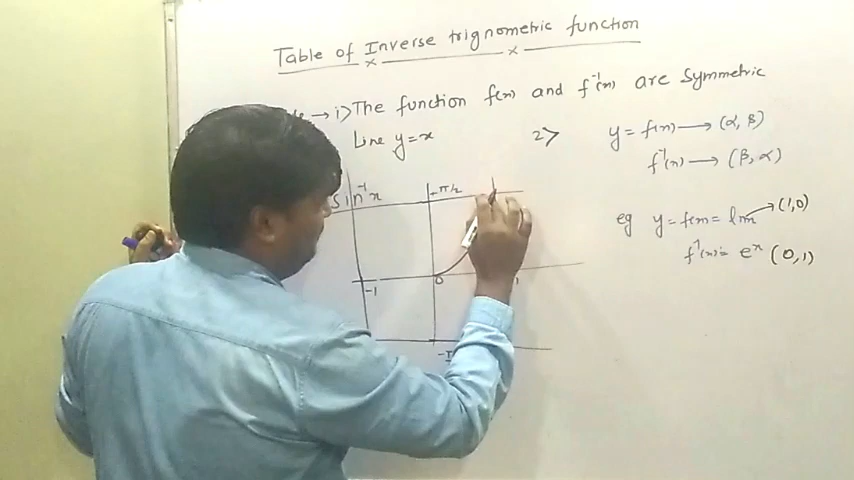 Table of Inverse trignometric function
→ i> The function f(x) and f⁻¹(x) are Symmetric
Line y=x
2> y = f(x) → (α, β)
f⁻¹(x) → (β, α)
eg y = f(x) = lnx → (1,0)
f⁻¹(x) = eˣ (0,1)
Sin⁻¹x
π/2
-1
0
1